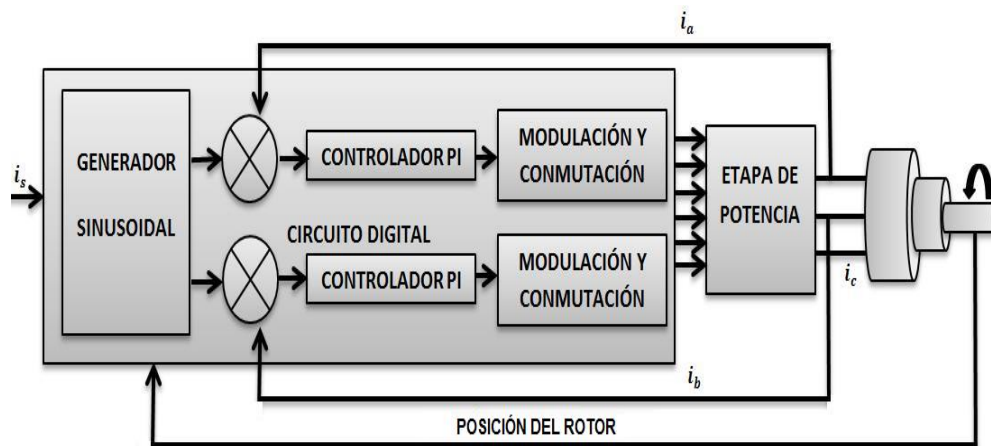 i_a
GENERADOR
SINUSOIDAL
i_s
CONTROLADOR PI
MODULACIÓN Y
CONMUTACIÓN
ETAPA DE
POTENCIA
CIRCUITO DIGITAL
CONTROLADOR PI
MODULACIÓN Y
CONMUTACIÓN
i_c
i_b
POSICIÓN DEL ROTOR